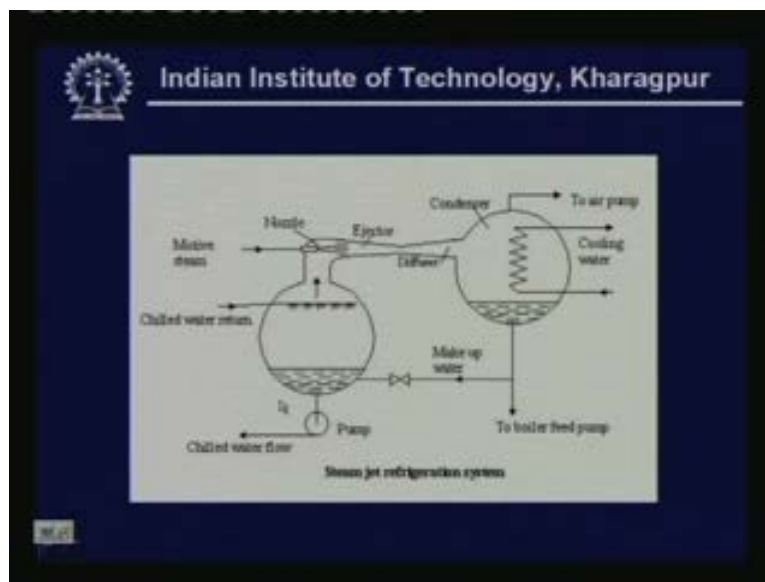 Indian Institute of Technology, Kharagpur
Condenser
To air pump
Nozzle
Ejector
Motive
steam
Diffuser
Cooling
water
Chilled water return
Make up
water
Pump
To boiler feed pump
Chilled water flow
Steam jet refrigeration system